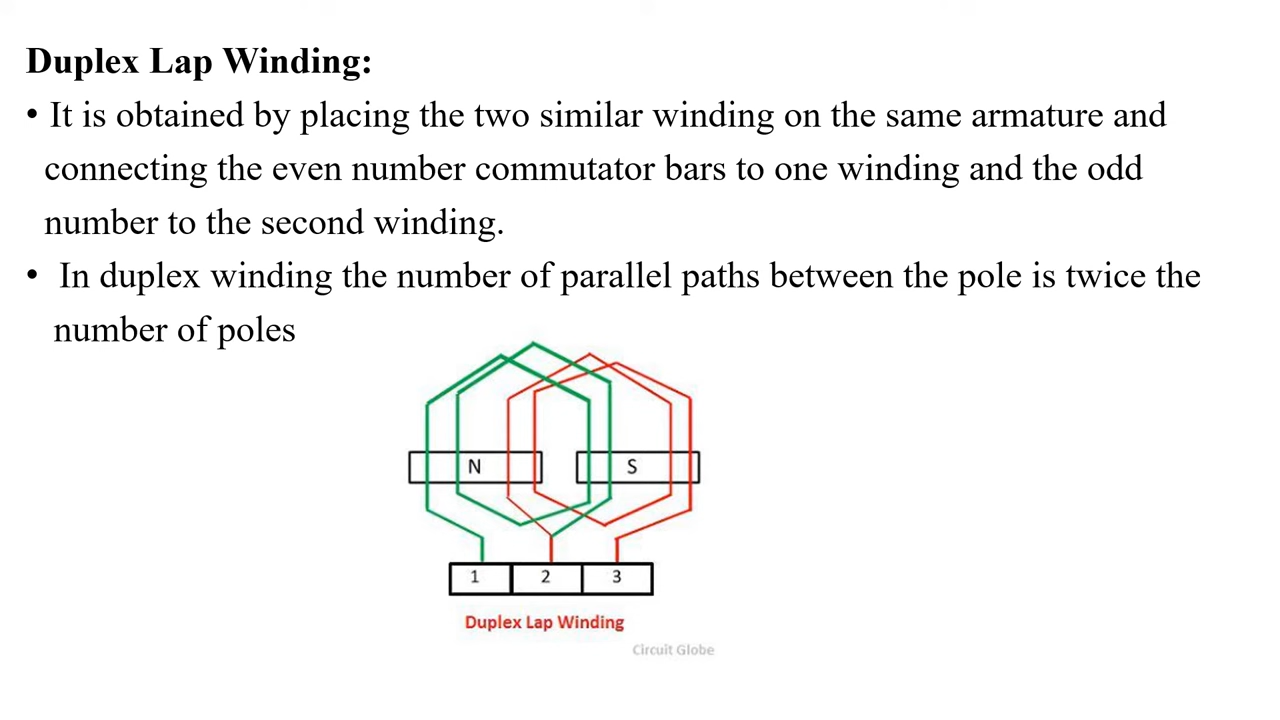 Duplex Lap Winding:
• It is obtained by placing the two similar winding on the same armature and
connecting the even number commutator bars to one winding and the odd
number to the second winding.
• In duplex winding the number of parallel paths between the pole is twice the
number of poles
N S
1 2 3
Duplex Lap Winding
Circuit Globe